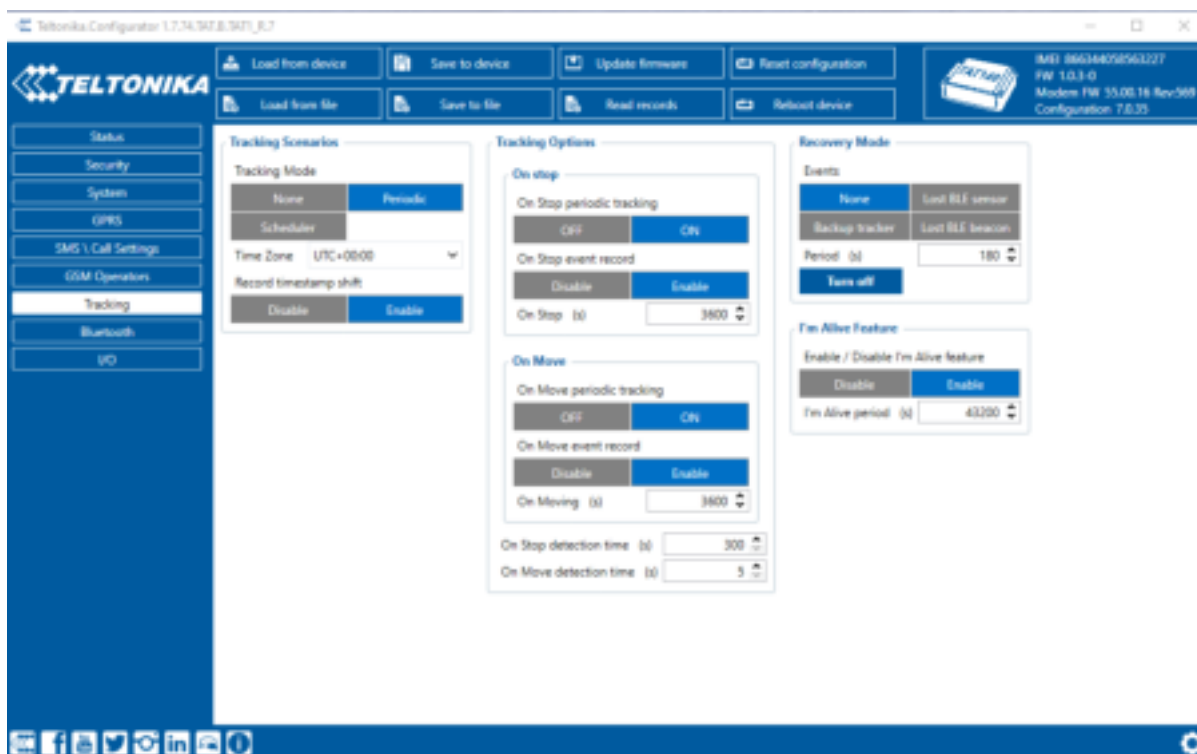 Teltonika.Configurator 1.7.74.TAT.B.TAT1_R.7
TELTONIKA
Load from device
Save to device
Update firmware
Reset configuration
Load from file
Save to file
Read records
Reboot device
IMEI 866344058563227
FW 1.0.3-0
Modem FW 55.00.16 Rev:569
Configuration 7.0.35
Status
Security
System
GPRS
SMS \ Call Settings
GSM Operators
Tracking
Bluetooth
I/O
Tracking Scenarios
Tracking Mode
None
Periodic
Scheduler
Time Zone UTC+00:00
Record timestamp shift
Disable
Enable
Tracking Options
On stop
On Stop periodic tracking
OFF
ON
On Stop event record
Disable
Enable
On Stop (s) 3600
On Move
On Move periodic tracking
OFF
ON
On Move event record
Disable
Enable
On Moving (s) 3600
On Stop detection time (s) 300
On Move detection time (s) 5
Recovery Mode
Events
None
Lost BLE sensor
Backup tracker
Lost BLE beacon
Period (s) 180
Turn off
I'm Alive Feature
Enable / Disable I'm Alive feature
Disable
Enable
I'm Alive period (s) 43200